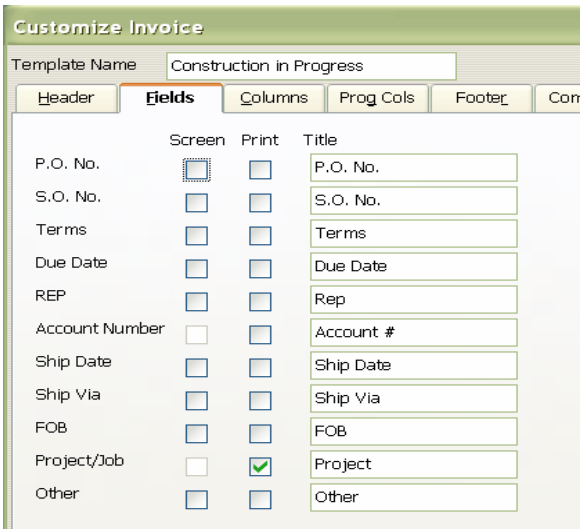 Customize Invoice
Template Name Construction in Progress
Header Fields Columns Prog Cols Footer Com
Screen Print Title
P.O. No. P.O. No.
S.O. No. S.O. No.
Terms Terms
Due Date Due Date
REP Rep
Account Number Account #
Ship Date Ship Date
Ship Via Ship Via
FOB FOB
Project/Job Project
Other Other